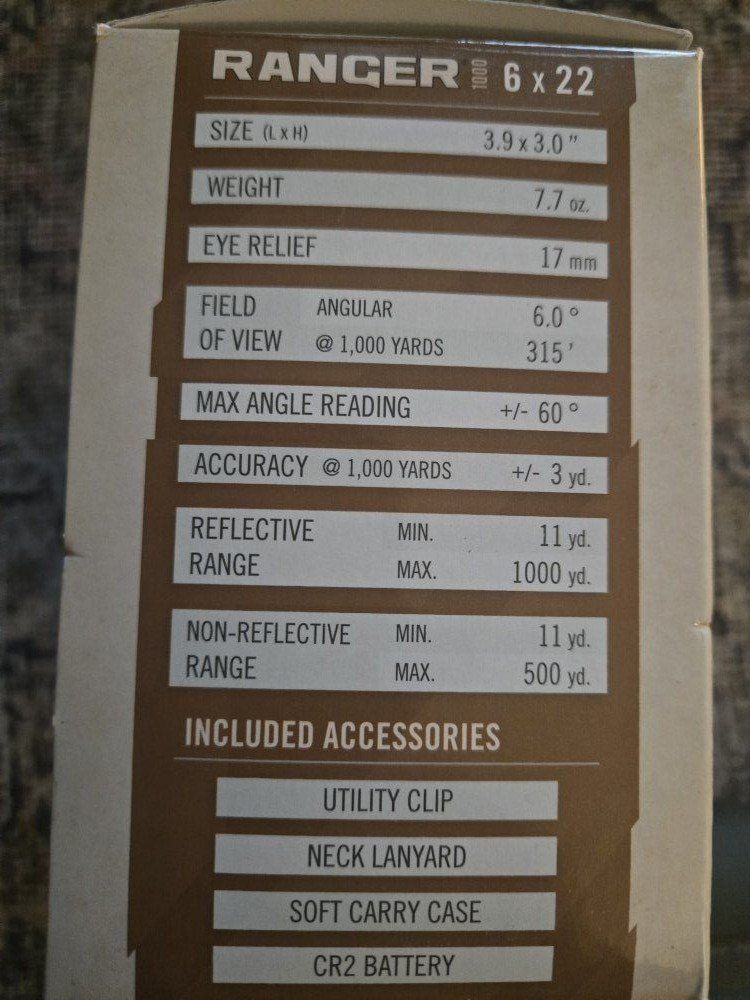 RANGER 1000 6 x 22
SIZE (L x H) 3.9 x 3.0"
WEIGHT 7.7 oz.
EYE RELIEF 17 mm
FIELD ANGULAR 6.0°
OF VIEW @ 1,000 YARDS 315'
MAX ANGLE READING +/- 60°
ACCURACY @ 1,000 YARDS +/- 3 yd.
REFLECTIVE MIN. 11 yd.
RANGE MAX. 1000 yd.
NON-REFLECTIVE MIN. 11 yd.
RANGE MAX. 500 yd.
INCLUDED ACCESSORIES
UTILITY CLIP
NECK LANYARD
SOFT CARRY CASE
CR2 BATTERY